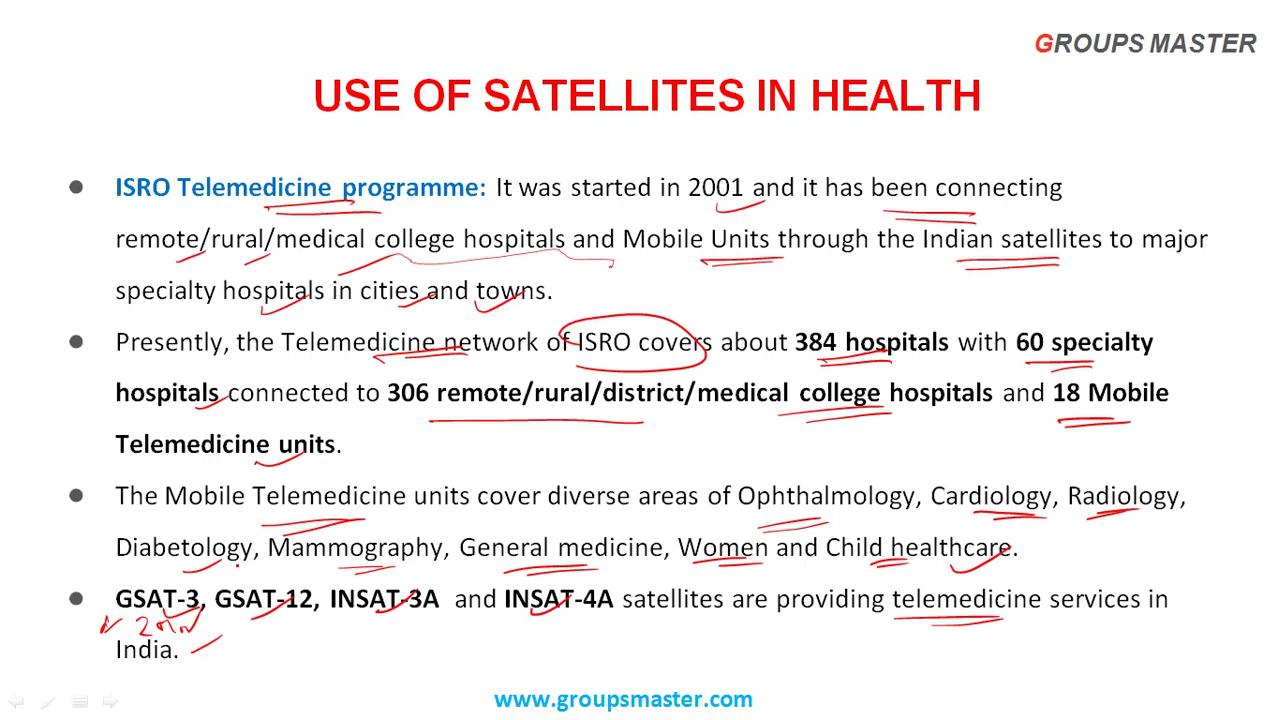 GROUPS MASTER
USE OF SATELLITES IN HEALTH
● ISRO Telemedicine programme: It was started in 2001 and it has been connecting
remote/rural/medical college hospitals and Mobile Units through the Indian satellites to major
specialty hospitals in cities and towns.
● Presently, the Telemedicine network of ISRO covers about 384 hospitals with 60 specialty
hospitals connected to 306 remote/rural/district/medical college hospitals and 18 Mobile
Telemedicine units.
● The Mobile Telemedicine units cover diverse areas of Ophthalmology, Cardiology, Radiology,
Diabetology, Mammography, General medicine, Women and Child healthcare.
● GSAT-3, GSAT-12, INSAT-3A and INSAT-4A satellites are providing telemedicine services in
India.
www.groupsmaster.com